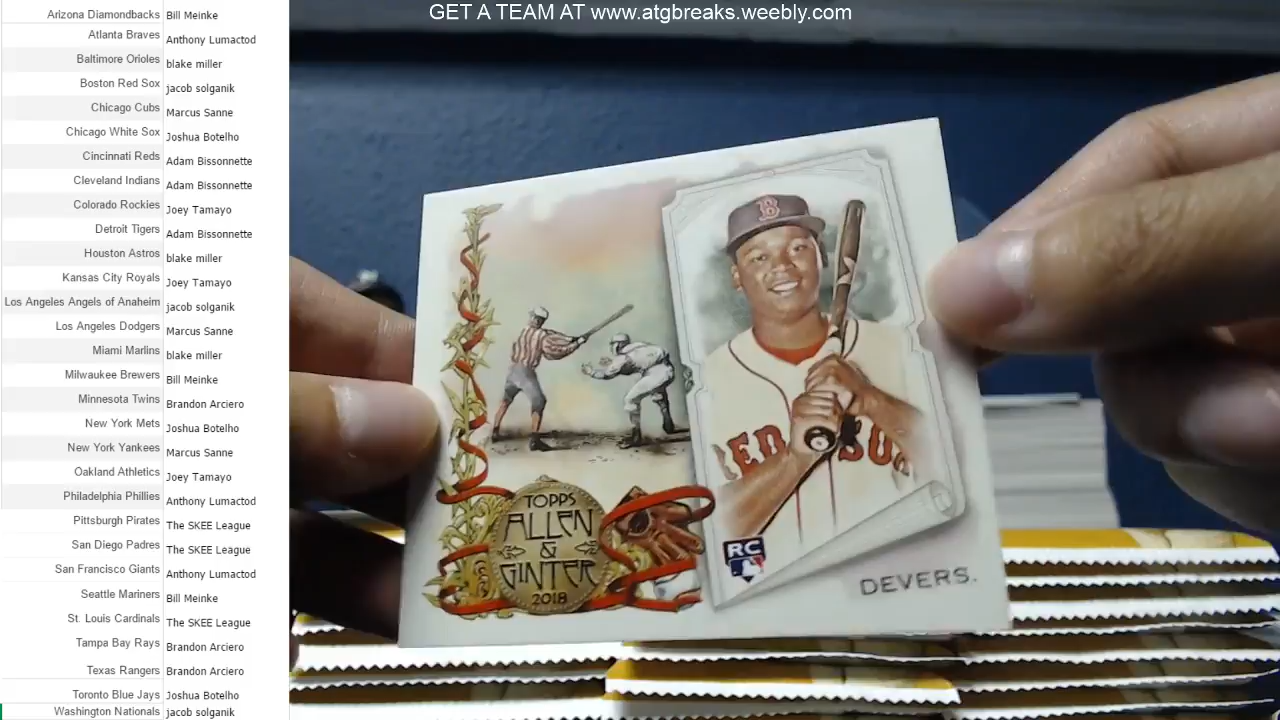 GET A TEAM AT www.atgbreaks.weebly.com
Arizona Diamondbacks Bill Meinke
Atlanta Braves Anthony Lumactod
Baltimore Orioles blake miller
Boston Red Sox jacob solganik
Chicago Cubs Marcus Sanne
Chicago White Sox Joshua Botelho
Cincinnati Reds Adam Bissonnette
Cleveland Indians Adam Bissonnette
Colorado Rockies Joey Tamayo
Detroit Tigers Adam Bissonnette
Houston Astros blake miller
Kansas City Royals Joey Tamayo
Los Angeles Angels of Anaheim jacob solganik
Los Angeles Dodgers Marcus Sanne
Miami Marlins blake miller
Milwaukee Brewers Bill Meinke
Minnesota Twins Brandon Arciero
New York Mets Joshua Botelho
New York Yankees Marcus Sanne
Oakland Athletics Joey Tamayo
Philadelphia Phillies Anthony Lumactod
Pittsburgh Pirates The SKEE League
San Diego Padres The SKEE League
San Francisco Giants Anthony Lumactod
Seattle Mariners Bill Meinke
St. Louis Cardinals The SKEE League
Tampa Bay Rays Brandon Arciero
Texas Rangers Brandon Arciero
Toronto Blue Jays Joshua Botelho
Washington Nationals jacob solganik
B
RED SOX
TOPPS
ALLEN
&
GINTER
2018
RC
DEVERS.